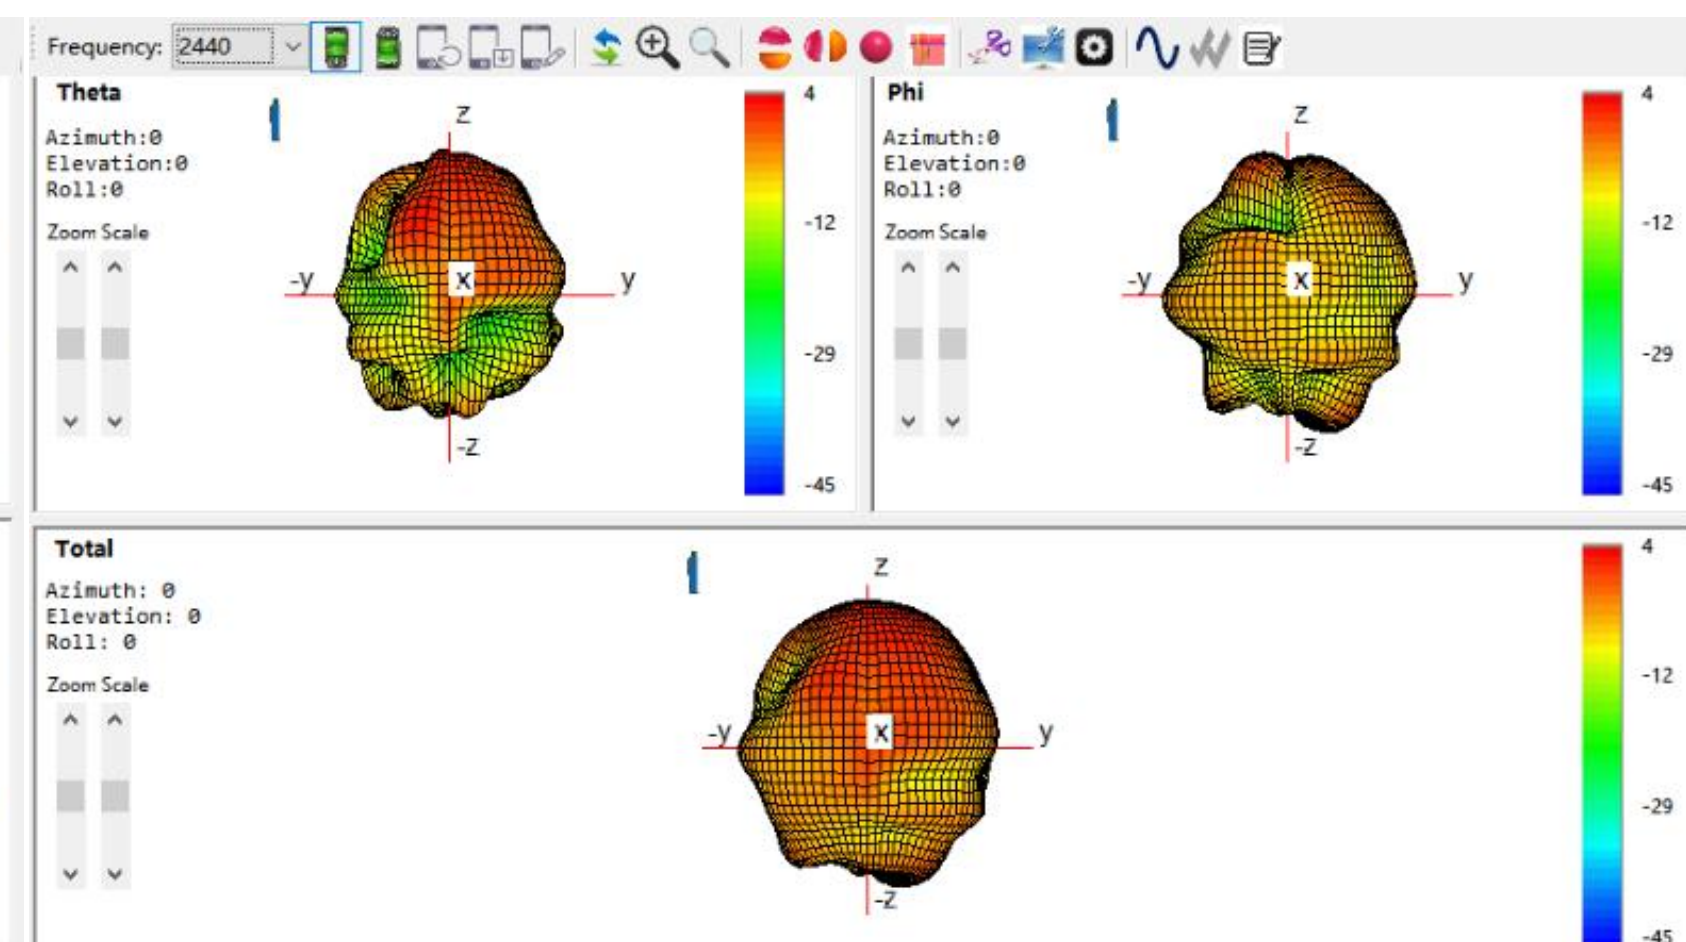 Frequency: 2440
Theta
Azimuth:0
Elevation:0
Roll:0
Zoom Scale
z
-y
x
y
-z
4
-12
-29
-45
Phi
Azimuth:0
Elevation:0
Roll:0
Zoom Scale
z
-y
x
y
-z
4
-12
-29
-45
Total
Azimuth: 0
Elevation: 0
Roll: 0
Zoom Scale
z
-y
x
y
-z
4
-12
-29
-45